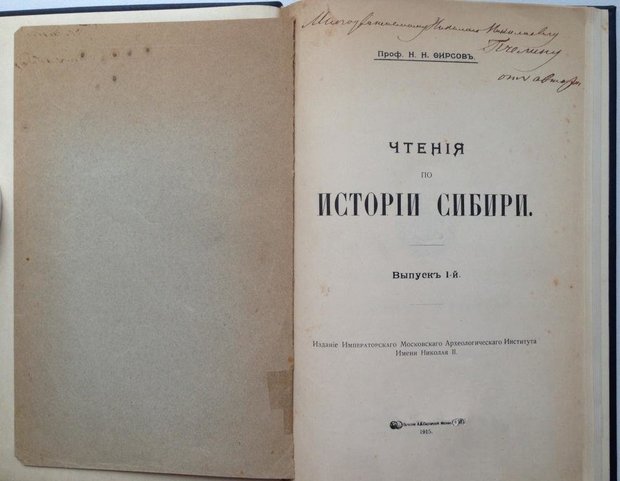 Многоуважаемому Николаю Николаевичу
Пчелину
отъ автора
Проф. Н. Н. ѲИРСОВЪ.
ЧТЕНІЯ
ПО
ИСТОРІИ СИБИРИ.
Выпускъ I-й.
Изданіе Императорскаго Московскаго Археологическаго Института
Имени Николая II.
1915.